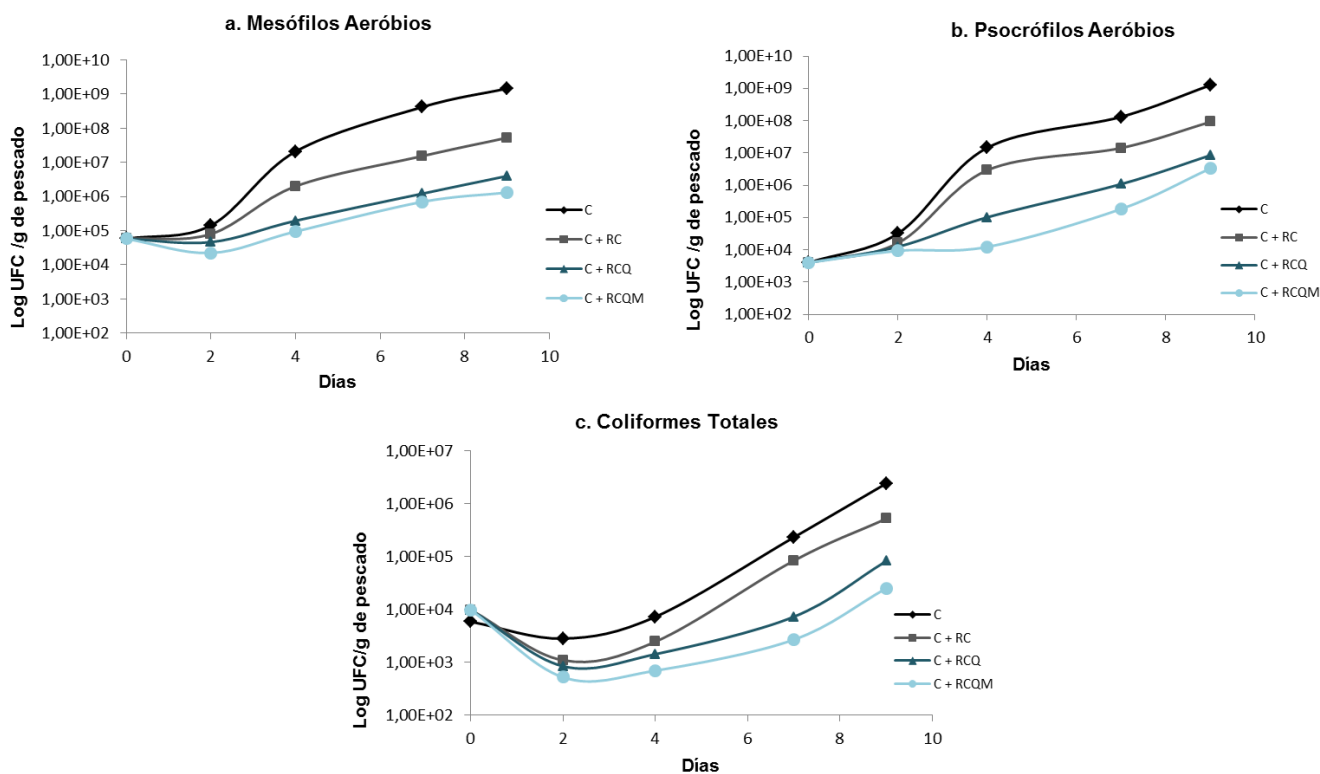 a. Mesófilos Aeróbios
1,00E+10
1,00E+09
1,00E+08
1,00E+07
1,00E+06
1,00E+05
1,00E+04
1,00E+03
1,00E+02
Log UFC /g de pescado
0 2 4 6 8 10
Días
C
C + RC
C + RCQ
C + RCQM
b. Psocrófilos Aeróbios
1,00E+10
1,00E+09
1,00E+08
1,00E+07
1,00E+06
1,00E+05
1,00E+04
1,00E+03
1,00E+02
Log UFC /g de pescado
0 2 4 6 8 10
Días
C
C + RC
C + RCQ
C + RCQM
c. Coliformes Totales
1,00E+07
1,00E+06
1,00E+05
1,00E+04
1,00E+03
1,00E+02
Log UFC/g de pescado
0 2 4 6 8 10
Días
C
C + RC
C + RCQ
C + RCQM